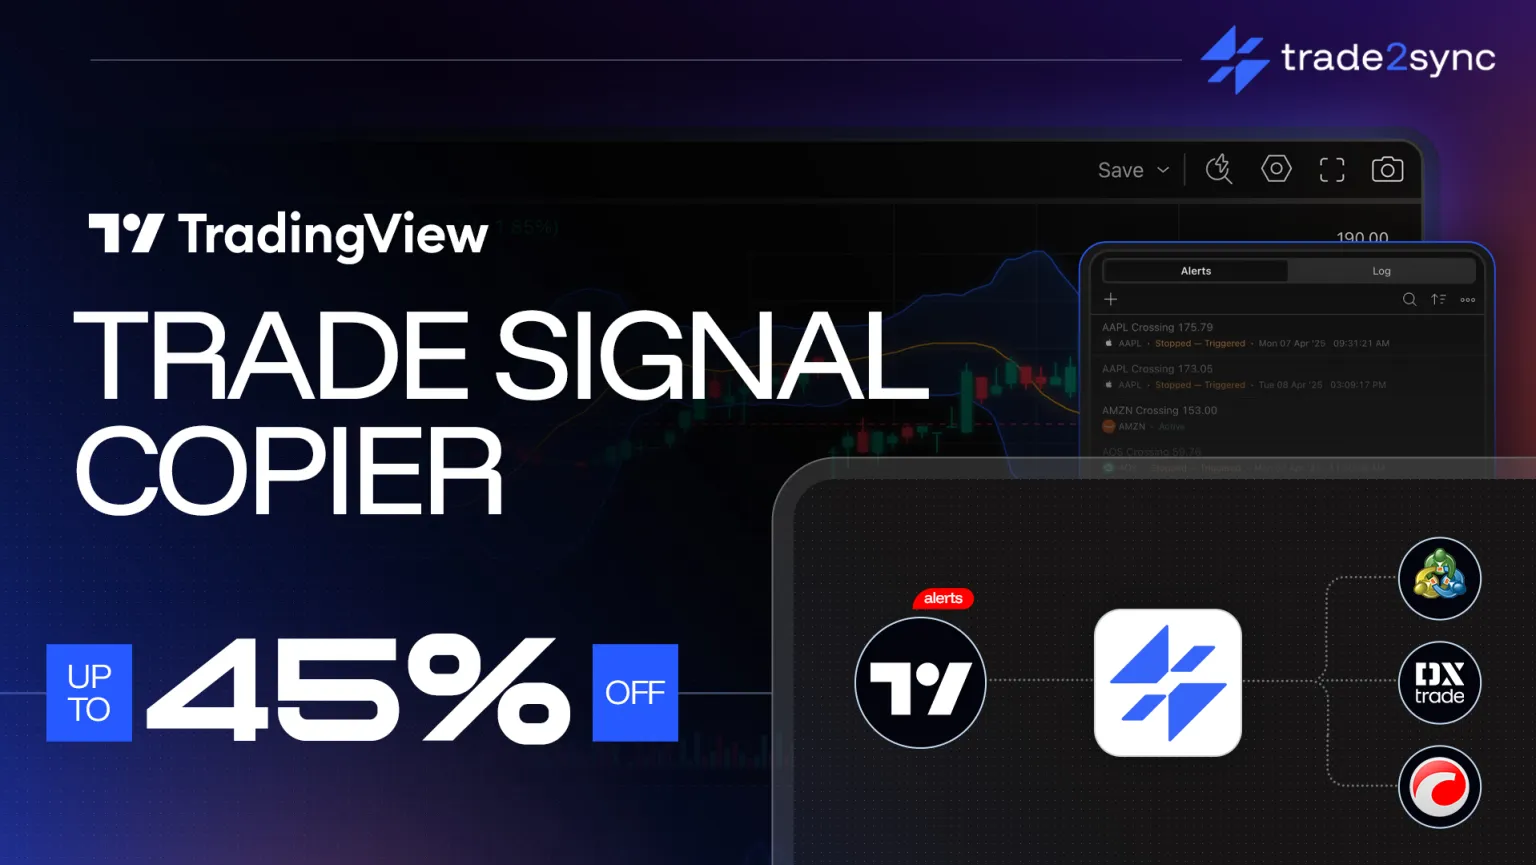 trade2sync
Save
TradingView
190.00
Alerts
Log
AAPL Crossing 175.79
AAPL • Stopped — Triggered • Mon 07 Apr '25 09:31:21 AM
AAPL Crossing 173.05
AAPL • Stopped — Triggered • Tue 08 Apr '25 03:09:17 PM
AMZN Crossing 153.00
AMZN • Active
TRADE SIGNAL
COPIER
alerts
DX
trade
UP
TO
45%
OFF